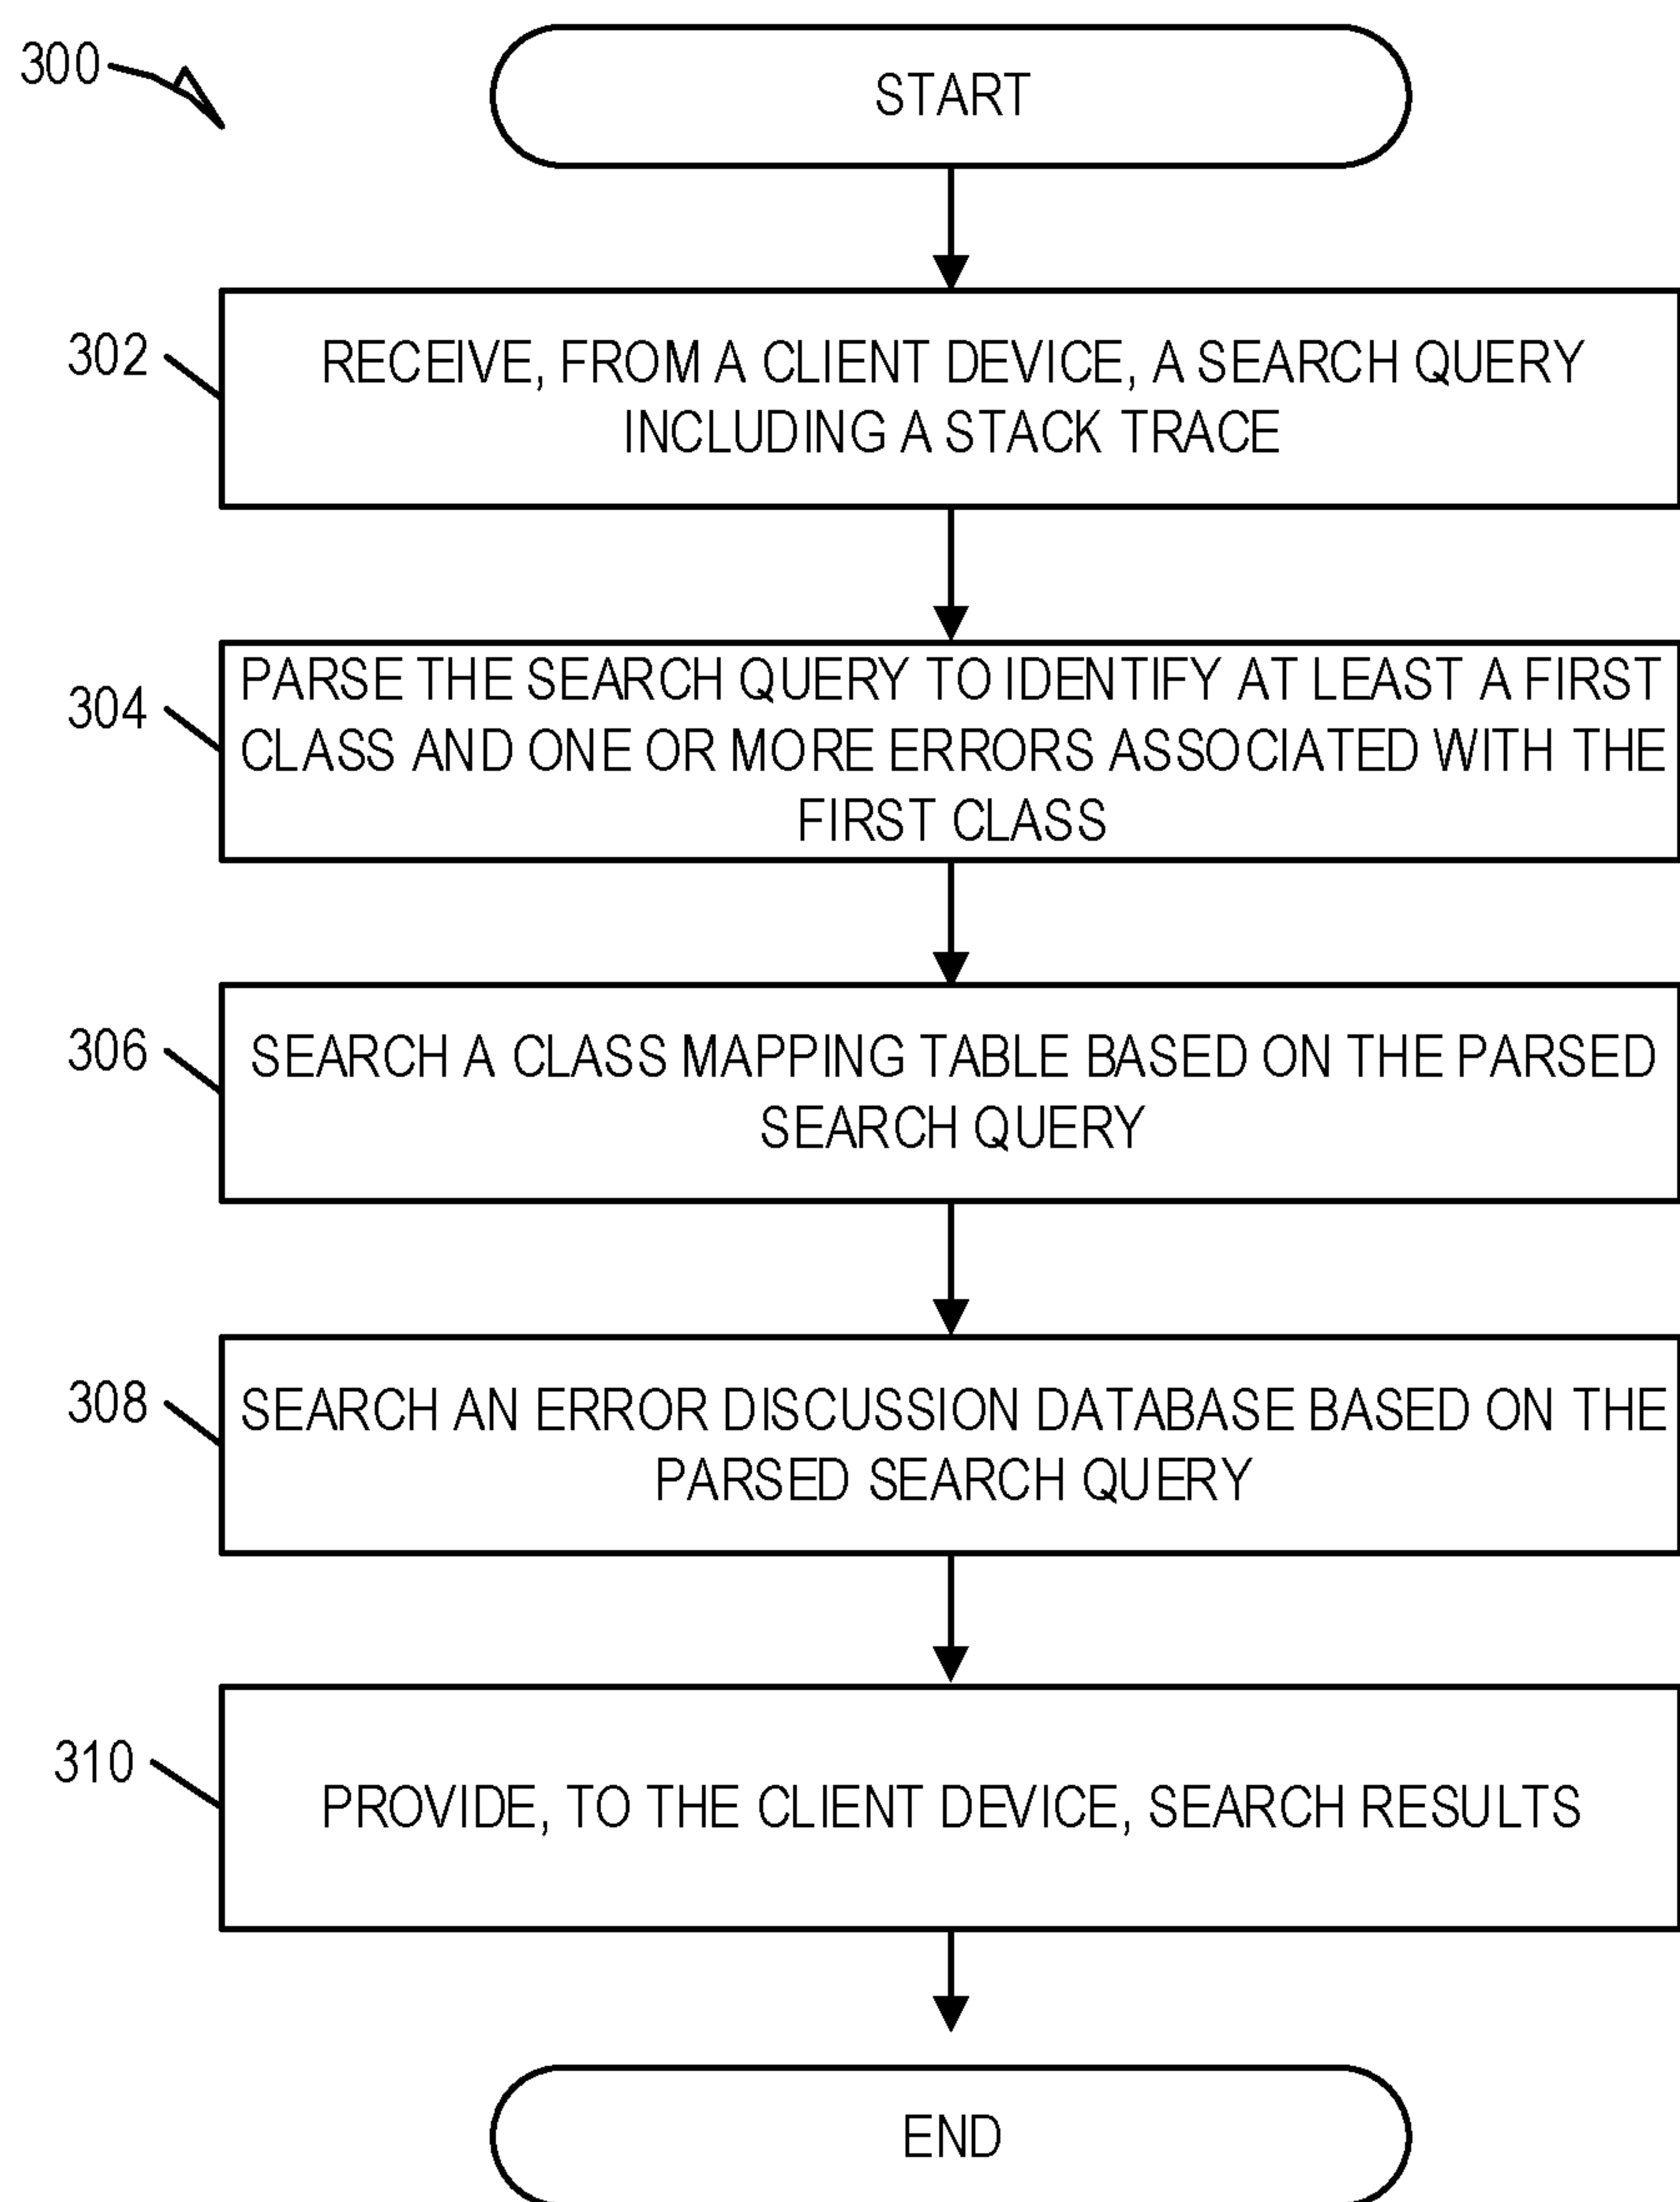 300
START
302
RECEIVE, FROM A CLIENT DEVICE, A SEARCH QUERY
INCLUDING A STACK TRACE
304
PARSE THE SEARCH QUERY TO IDENTIFY AT LEAST A FIRST
CLASS AND ONE OR MORE ERRORS ASSOCIATED WITH THE
FIRST CLASS
306
SEARCH A CLASS MAPPING TABLE BASED ON THE PARSED
SEARCH QUERY
308
SEARCH AN ERROR DISCUSSION DATABASE BASED ON THE
PARSED SEARCH QUERY
310
PROVIDE, TO THE CLIENT DEVICE, SEARCH RESULTS
END